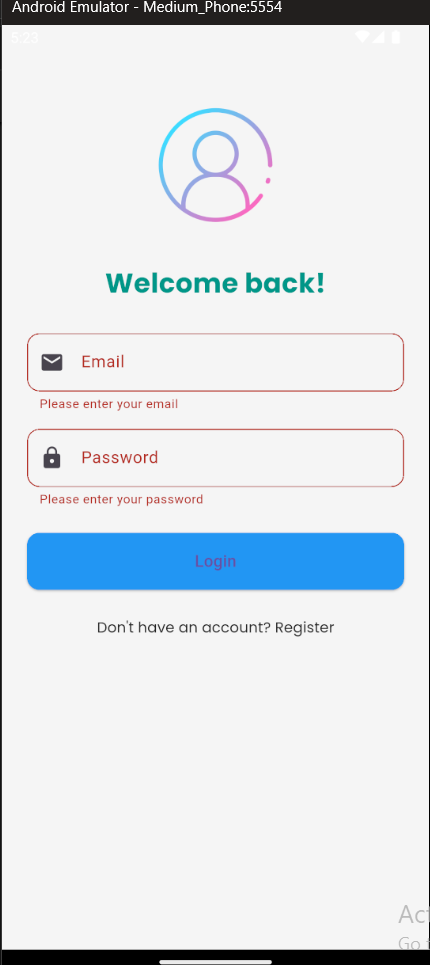 Android Emulator - Medium_Phone:5554
5:23
Welcome back!
Email
Please enter your email
Password
Please enter your password
Login
Don't have an account? Register
Go